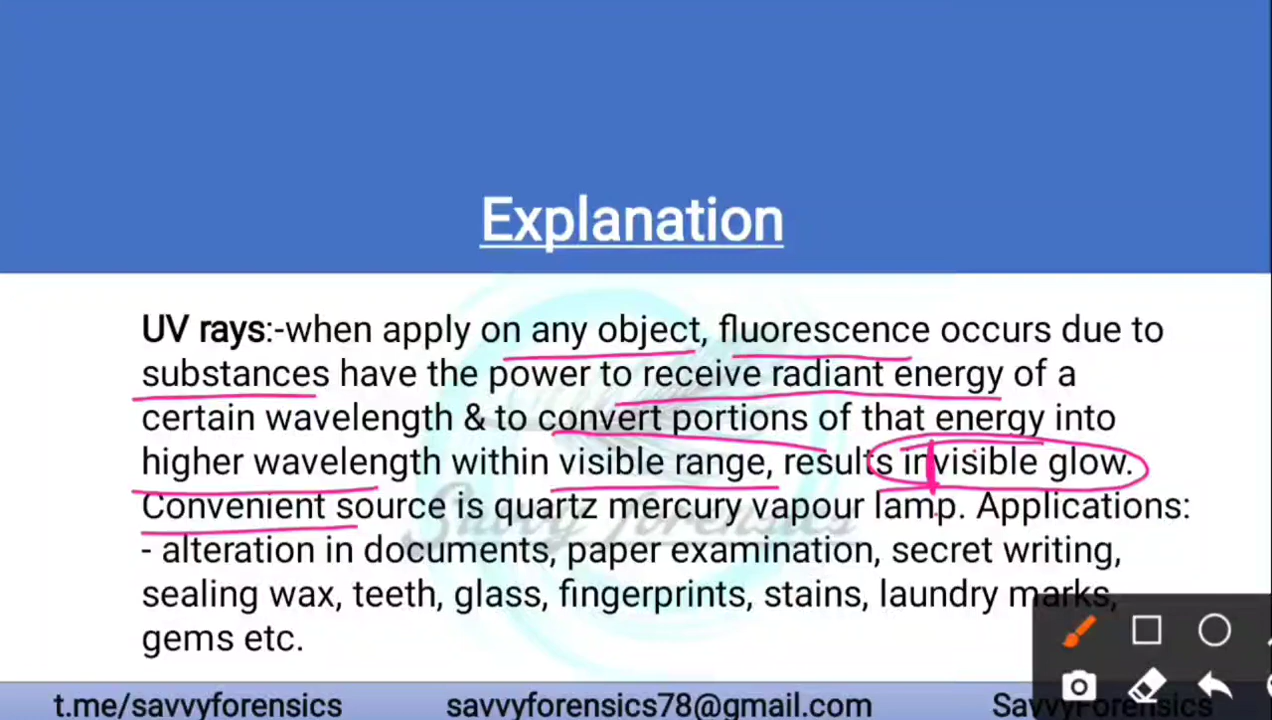 Explanation
UV rays:-when apply on any object, fluorescence occurs due to
substances have the power to receive radiant energy of a
certain wavelength & to convert portions of that energy into
higher wavelength within visible range, results invisible glow.
Convenient source is quartz mercury vapour lamp. Applications:
- alteration in documents, paper examination, secret writing,
sealing wax, teeth, glass, fingerprints, stains, laundry marks,
gems etc.
Savvy forensics
t.me/savvyforensics savvyforensics78@gmail.com SavvyForensics